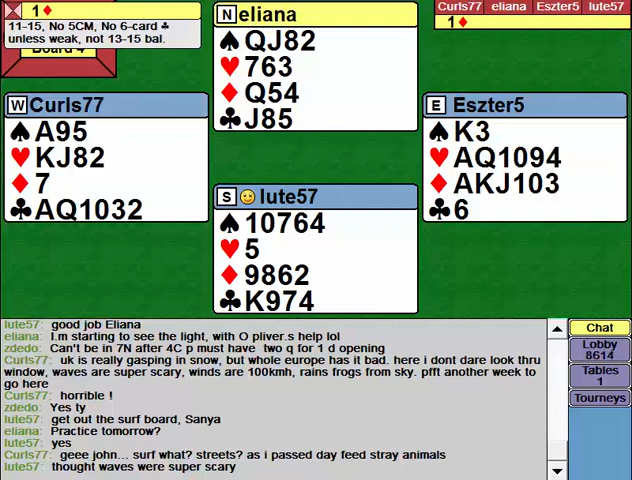 1♦
11-15, No 5CM, No 6-card ♣
unless weak, not 13-15 bal.
Board 4
N eliana
♠ QJ82
♥ 763
♦ Q54
♣ J85
Curls77 eliana Eszter5 lute57
1♦
W Curls77
♠ A95
♥ KJ82
♦ 7
♣ AQ1032
E Eszter5
♠ K3
♥ AQ1094
♦ AKJ103
♣ 6
S lute57
♠ 10764
♥ 5
♦ 9862
♣ K974
lute57: good job Eliana
eliana: I.m starting to see the light, with O pliver.s help lol
zdedo: Can't be in 7N after 4C p must have two q for 1 d opening
Curls77: uk is really gasping in snow, but whole europe has it bad. here i dont dare look thru
window, waves are super scary, winds are 100kmh, rains frogs from sky. pfft another week to
go here
Curls77: horrible !
zdedo: Yes ty
lute57: get out the surf board, Sanya
eliana: Practice tomorrow?
lute57: yes
Curls77: geee john... surf what? streets? as i passed day feed stray animals
lute57: thought waves were super scary
Chat
Lobby
8614
Tables
1
Tourneys